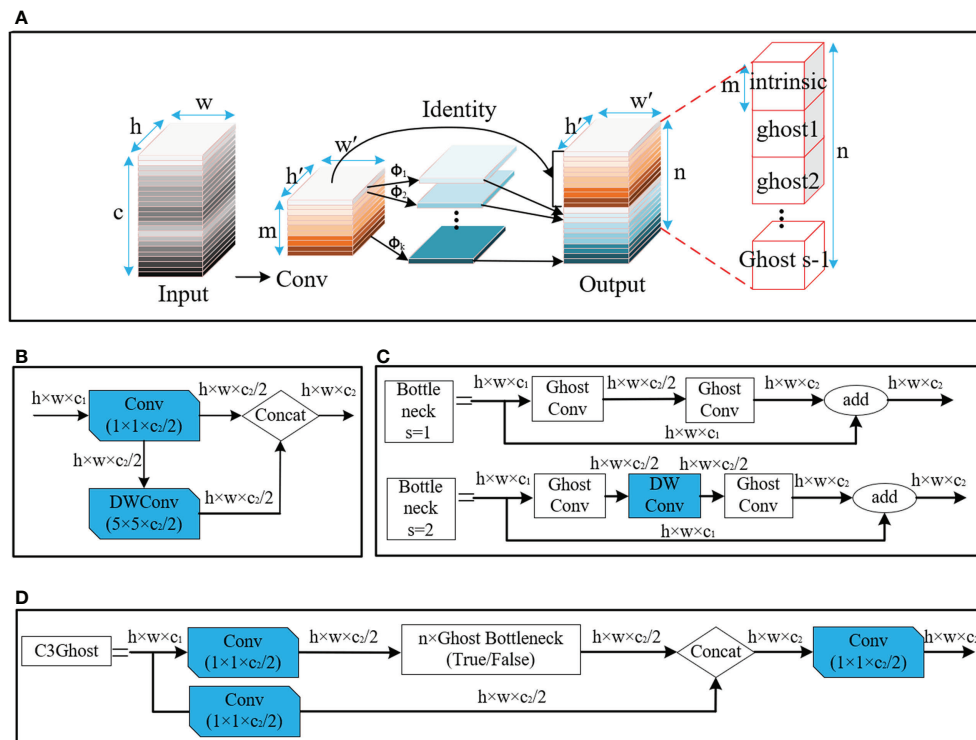 A
w
h
c
Input
Conv
h′
w′
m
Identity
Φ₁
Φ₂
Φₖ
h′
w′
n
Output
m
intrinsic
ghost1
ghost2
Ghost s-1
n
B
h×w×c₁
Conv
(1×1×c₂/2)
h×w×c₂/2
Concat
h×w×c₂
h×w×c₂/2
DWConv
(5×5×c₂/2)
h×w×c₂/2
C
Bottle
neck
s=1
h×w×c₁
Ghost
Conv
h×w×c₂/2
Ghost
Conv
h×w×c₂
add
h×w×c₂
h×w×c₁
Bottle
neck
s=2
h×w×c₁
Ghost
Conv
h×w×c₂/2
DW
Conv
h×w×c₂/2
Ghost
Conv
h×w×c₂
add
h×w×c₂
h×w×c₁
D
C3Ghost
h×w×c₁
Conv
(1×1×c₂/2)
h×w×c₂/2
n×Ghost Bottleneck
(True/False)
h×w×c₂/2
Concat
h×w×c₂
Conv
(1×1×c₂/2)
h×w×c₂
Conv
(1×1×c₂/2)
h×w×c₂/2